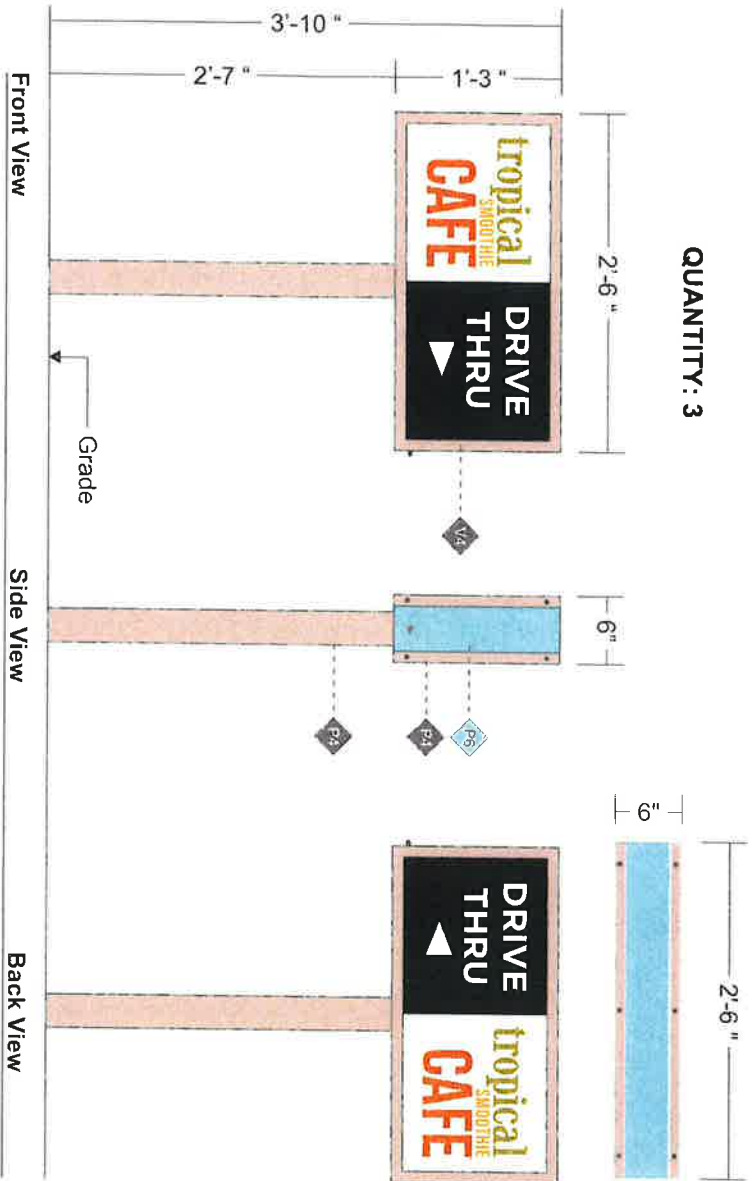 QUANTITY: 3
2'-6 "
3'-10 "
2'-7 "
1'-3 "
tropical
SMOOTHIE
CAFE
DRIVE
THRU
V4
Grade
Front View
6"
P6
P4
P4
Side View
6"
2'-6 "
DRIVE
THRU
tropical
SMOOTHIE
CAFE
Back View